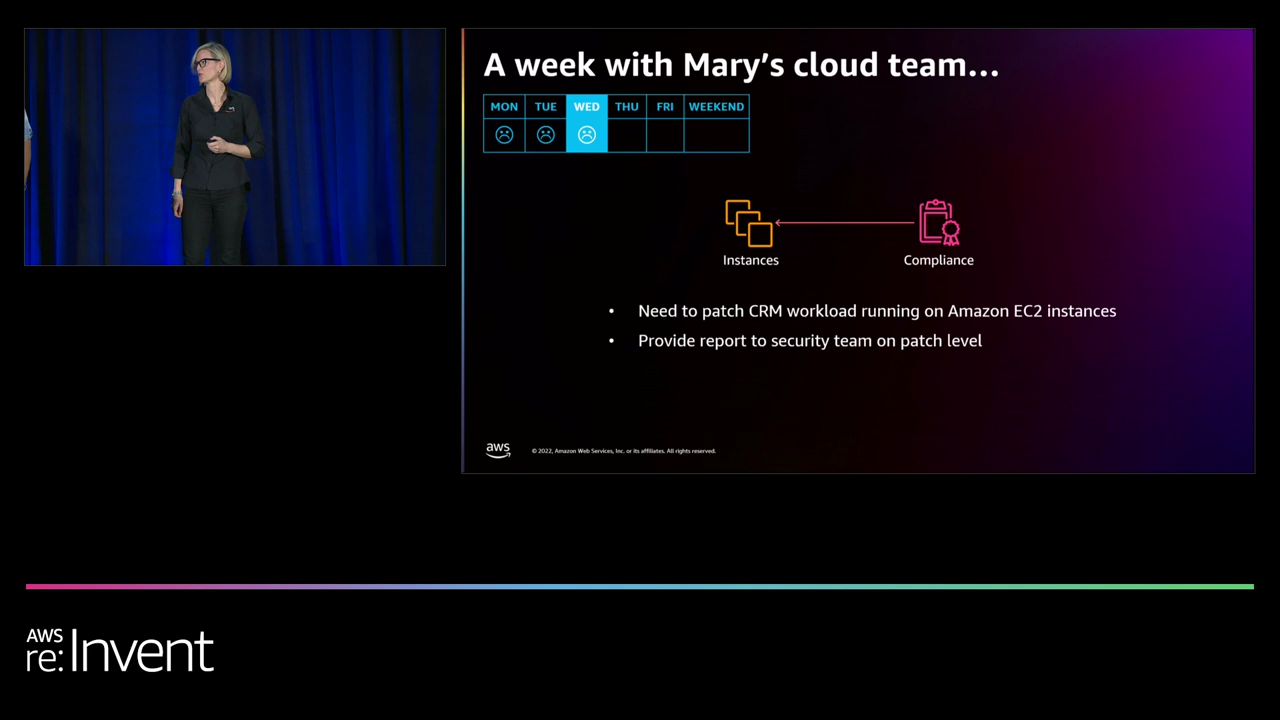 A week with Mary's cloud team...
MON TUE WED THU FRI WEEKEND
Instances
Compliance
• Need to patch CRM workload running on Amazon EC2 instances
• Provide report to security team on patch level
aws
© 2022, Amazon Web Services, Inc. or its affiliates. All rights reserved.
AWS
re:Invent